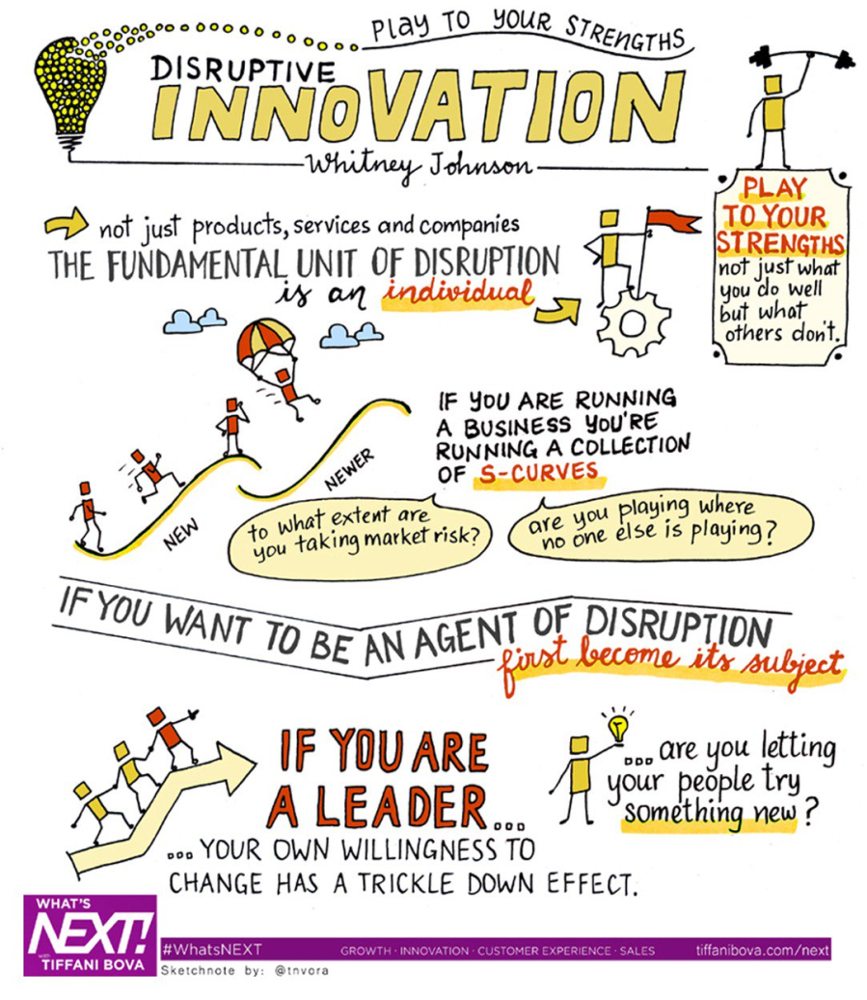 PLAY TO YOUR STRENGTHS
DISRUPTIVE
INNOVATION
Whitney Johnson
PLAY
TO YOUR
STRENGTHS
not just what
you do well
but what
others don't.
not just products, services and companies
THE FUNDAMENTAL UNIT OF DISRUPTION
is an individual
IF YOU ARE RUNNING
A BUSINESS YOU'RE
RUNNING A COLLECTION
OF S-CURVES
NEW
NEWER
to what extent are
you taking market risk?
are you playing where
no one else is playing?
IF YOU WANT TO BE AN AGENT OF DISRUPTION
first become its subject
IF YOU ARE
A LEADER...
... YOUR OWN WILLINGNESS TO
CHANGE HAS A TRICKLE DOWN EFFECT.
... are you letting
your people try
something new?
WHAT'S
NEXT!
with
TIFFANI BOVA
#WhatsNEXT
GROWTH · INNOVATION · CUSTOMER EXPERIENCE · SALES
tiffanibova.com/next
Sketchnote by: @tnvora